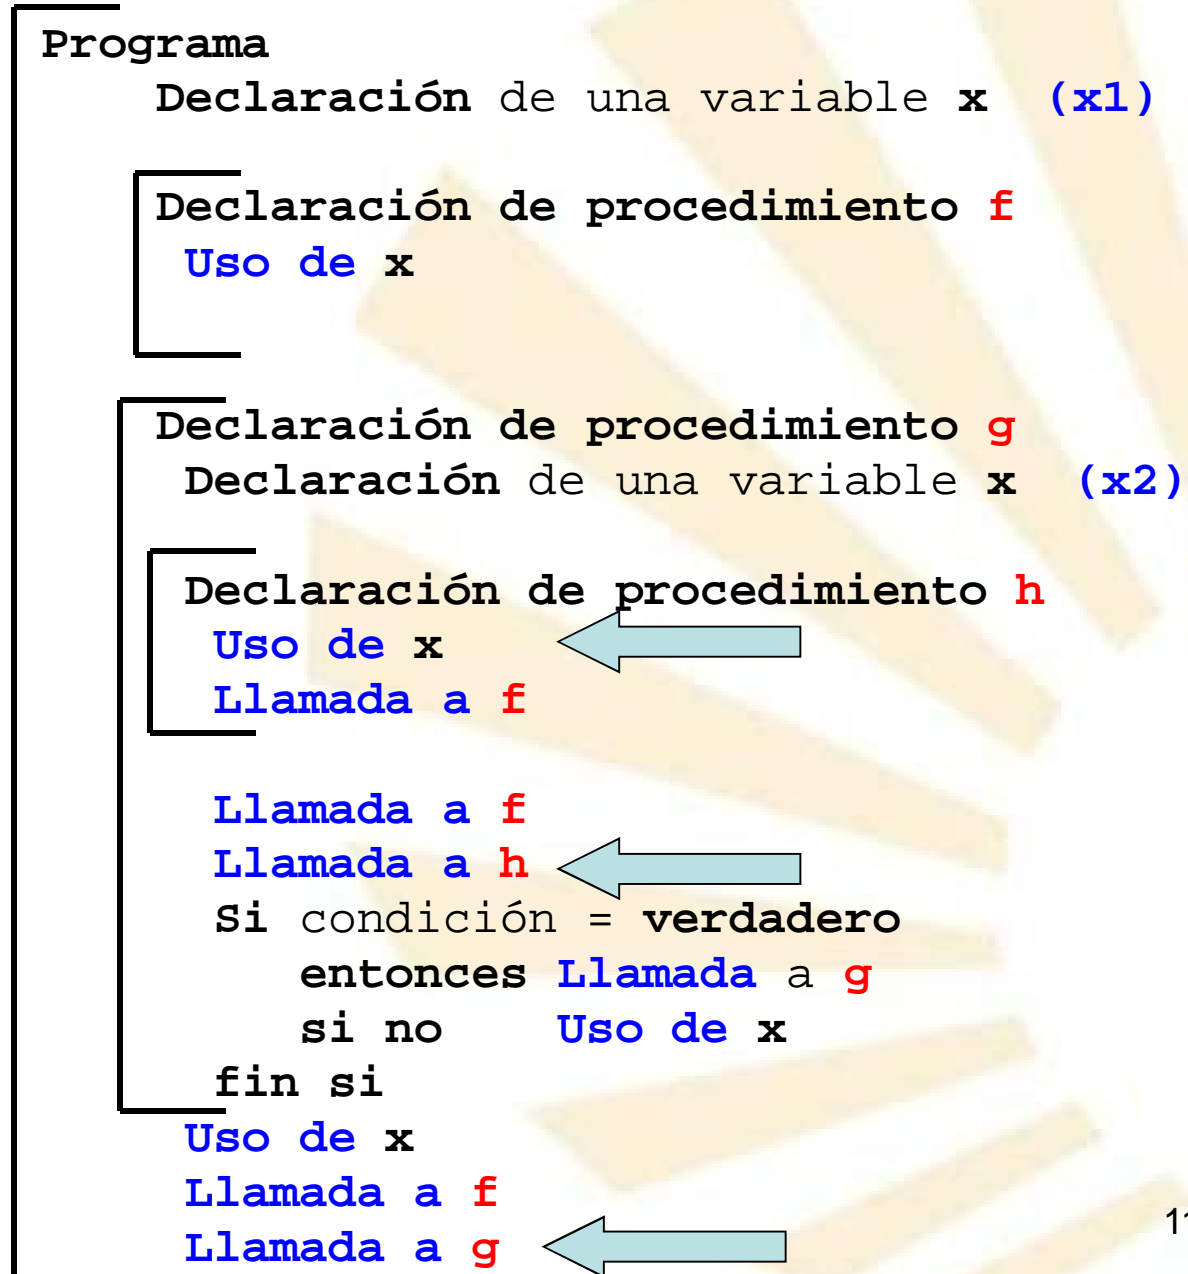 Programa
Declaración de una variable x (x1)
Declaración de procedimiento f
Uso de x
Declaración de procedimiento g
Declaración de una variable x (x2)
Declaración de procedimiento h
Uso de x
Llamada a f
Llamada a f
Llamada a h
Si condición = verdadero
entonces Llamada a g
si no Uso de x
fin si
Uso de x
Llamada a f
Llamada a g